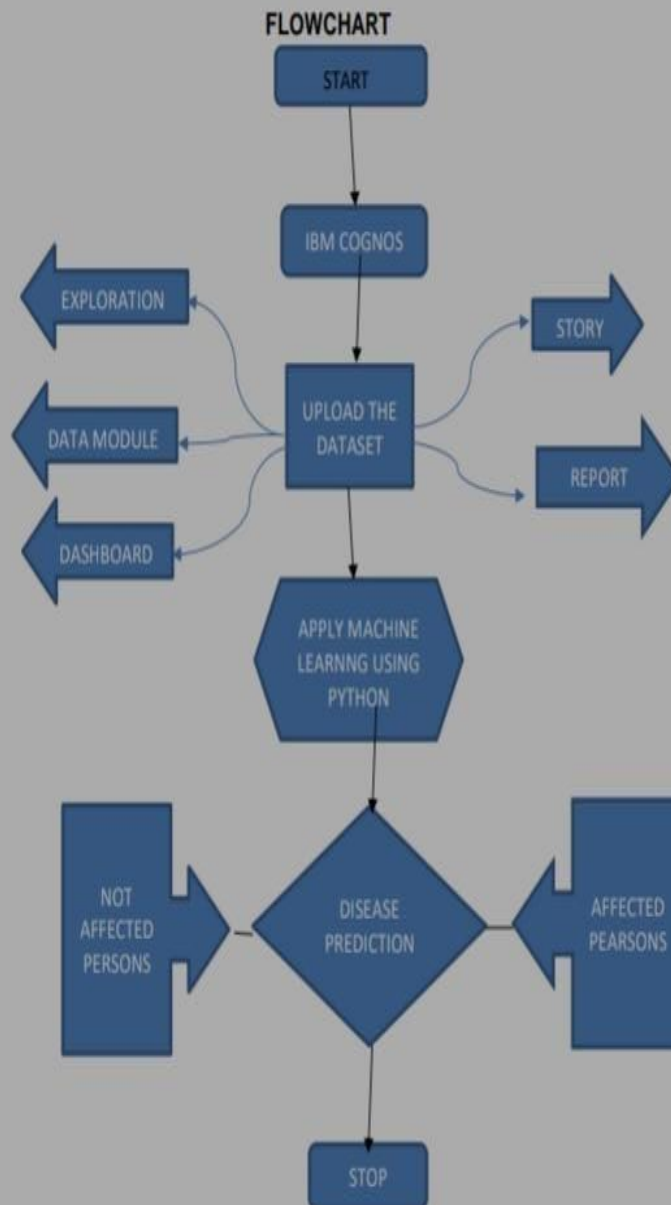 FLOWCHART
START
IBM COGNOS
EXPLORATION
STORY
UPLOAD THE
DATASET
DATA MODULE
REPORT
DASHBOARD
APPLY MACHINE
LEARNNG USING
PYTHON
NOT
AFFECTED
PERSONS
DISEASE
PREDICTION
AFFECTED
PEARSONS
STOP